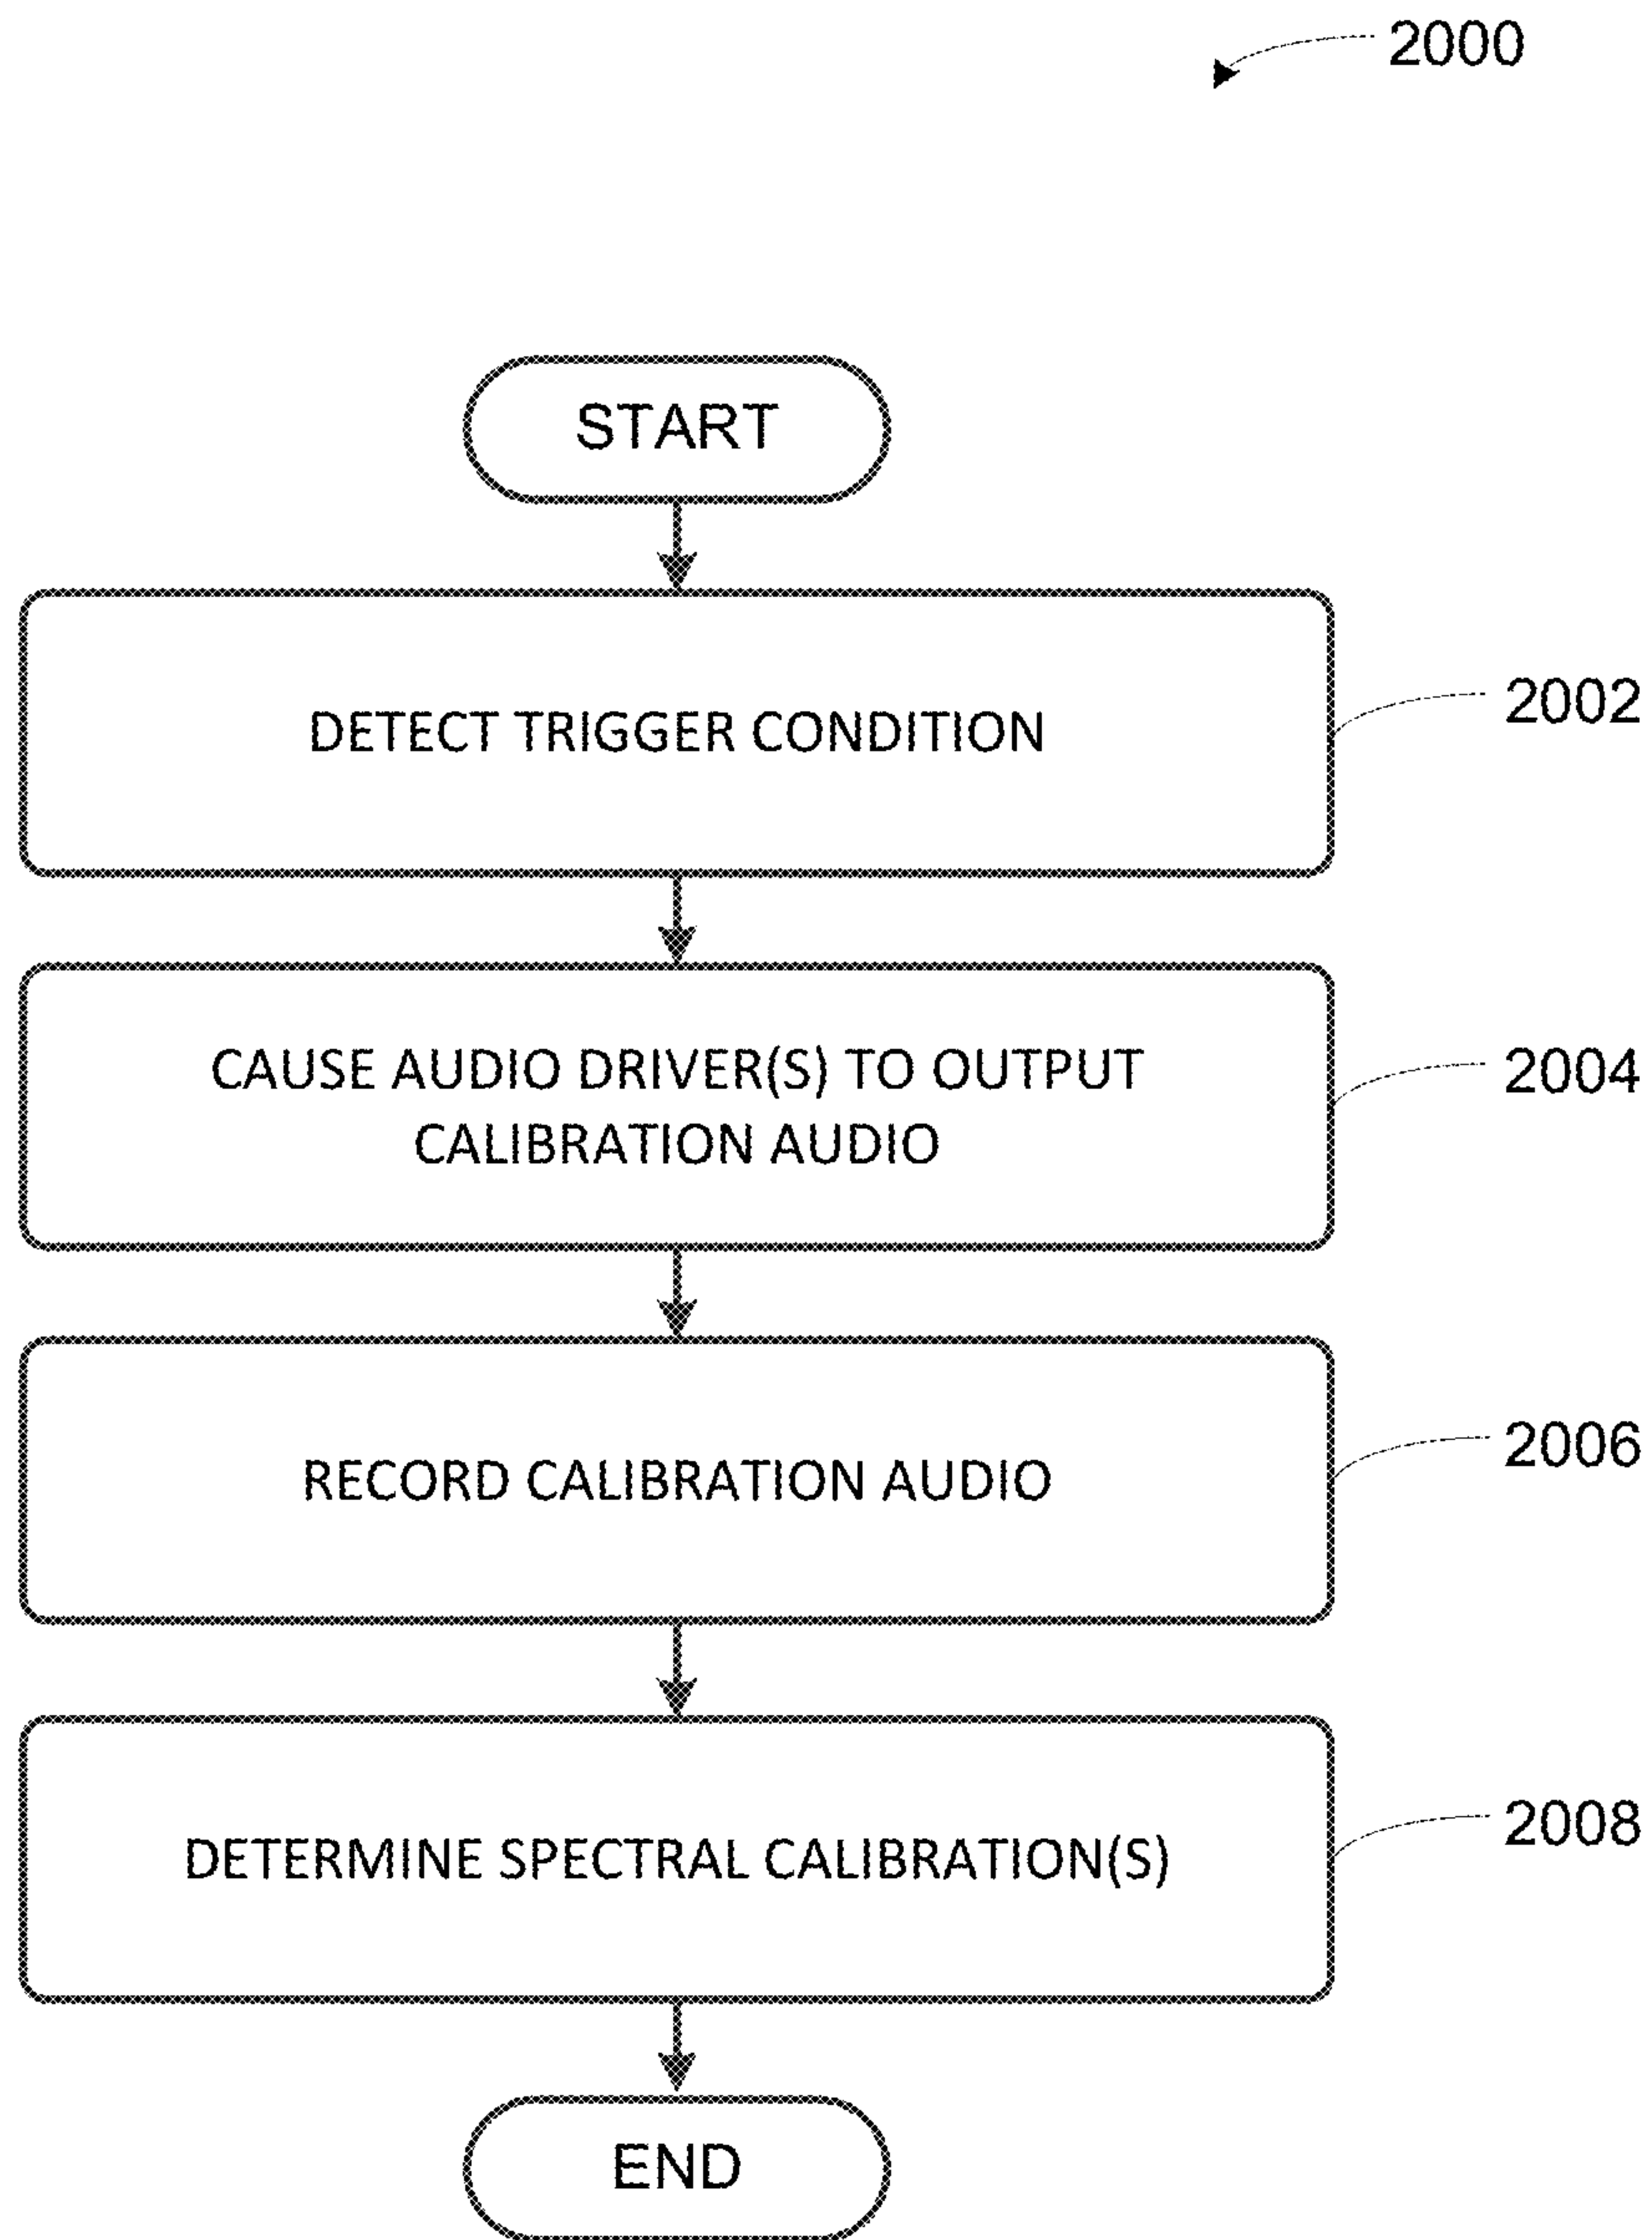 2000
START
DETECT TRIGGER CONDITION
2002
CAUSE AUDIO DRIVER(S) TO OUTPUT
CALIBRATION AUDIO
2004
RECORD CALIBRATION AUDIO
2006
DETERMINE SPECTRAL CALIBRATION(S)
2008
END